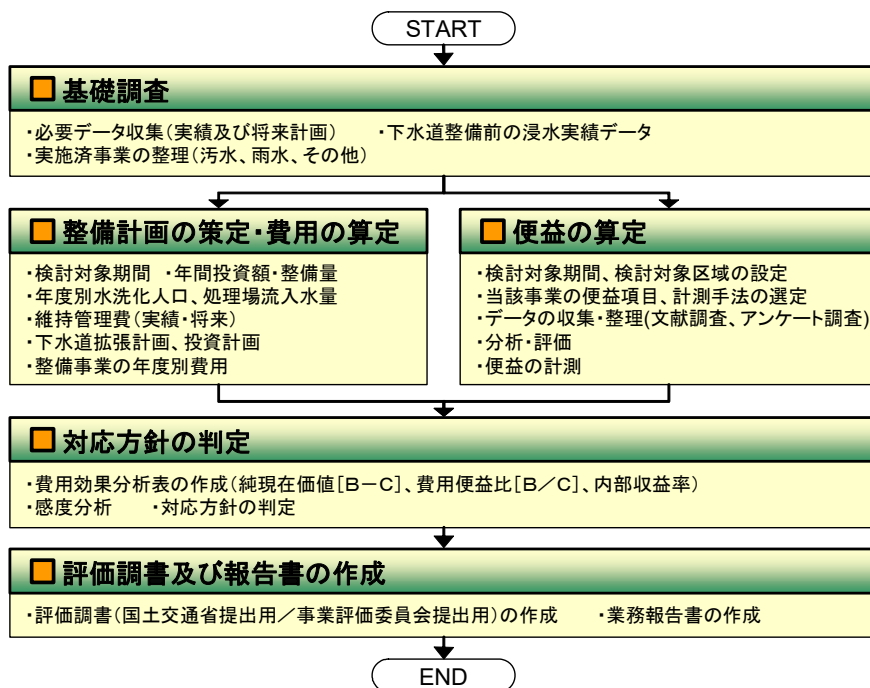 START
基礎調査
・必要データ収集(実績及び将来計画) ・下水道整備前の浸水実績データ
・実施済事業の整理(汚水、雨水、その他)
整備計画の策定・費用の算定
・検討対象期間 ・年間投資額・整備量
・年度別水洗化人口、処理場流入水量
・維持管理費(実績・将来)
・下水道拡張計画、投資計画
・整備事業の年度別費用
便益の算定
・検討対象期間、検討対象区域の設定
・当該事業の便益項目、計測手法の選定
・データの収集・整理(文献調査、アンケート調査)
・分析・評価
・便益の計測
対応方針の判定
・費用効果分析表の作成(純現在価値[B-C]、費用便益比[B/C]、内部収益率)
・感度分析 ・対応方針の判定
評価調書及び報告書の作成
・評価調書(国土交通省提出用/事業評価委員会提出用)の作成 ・業務報告書の作成
END